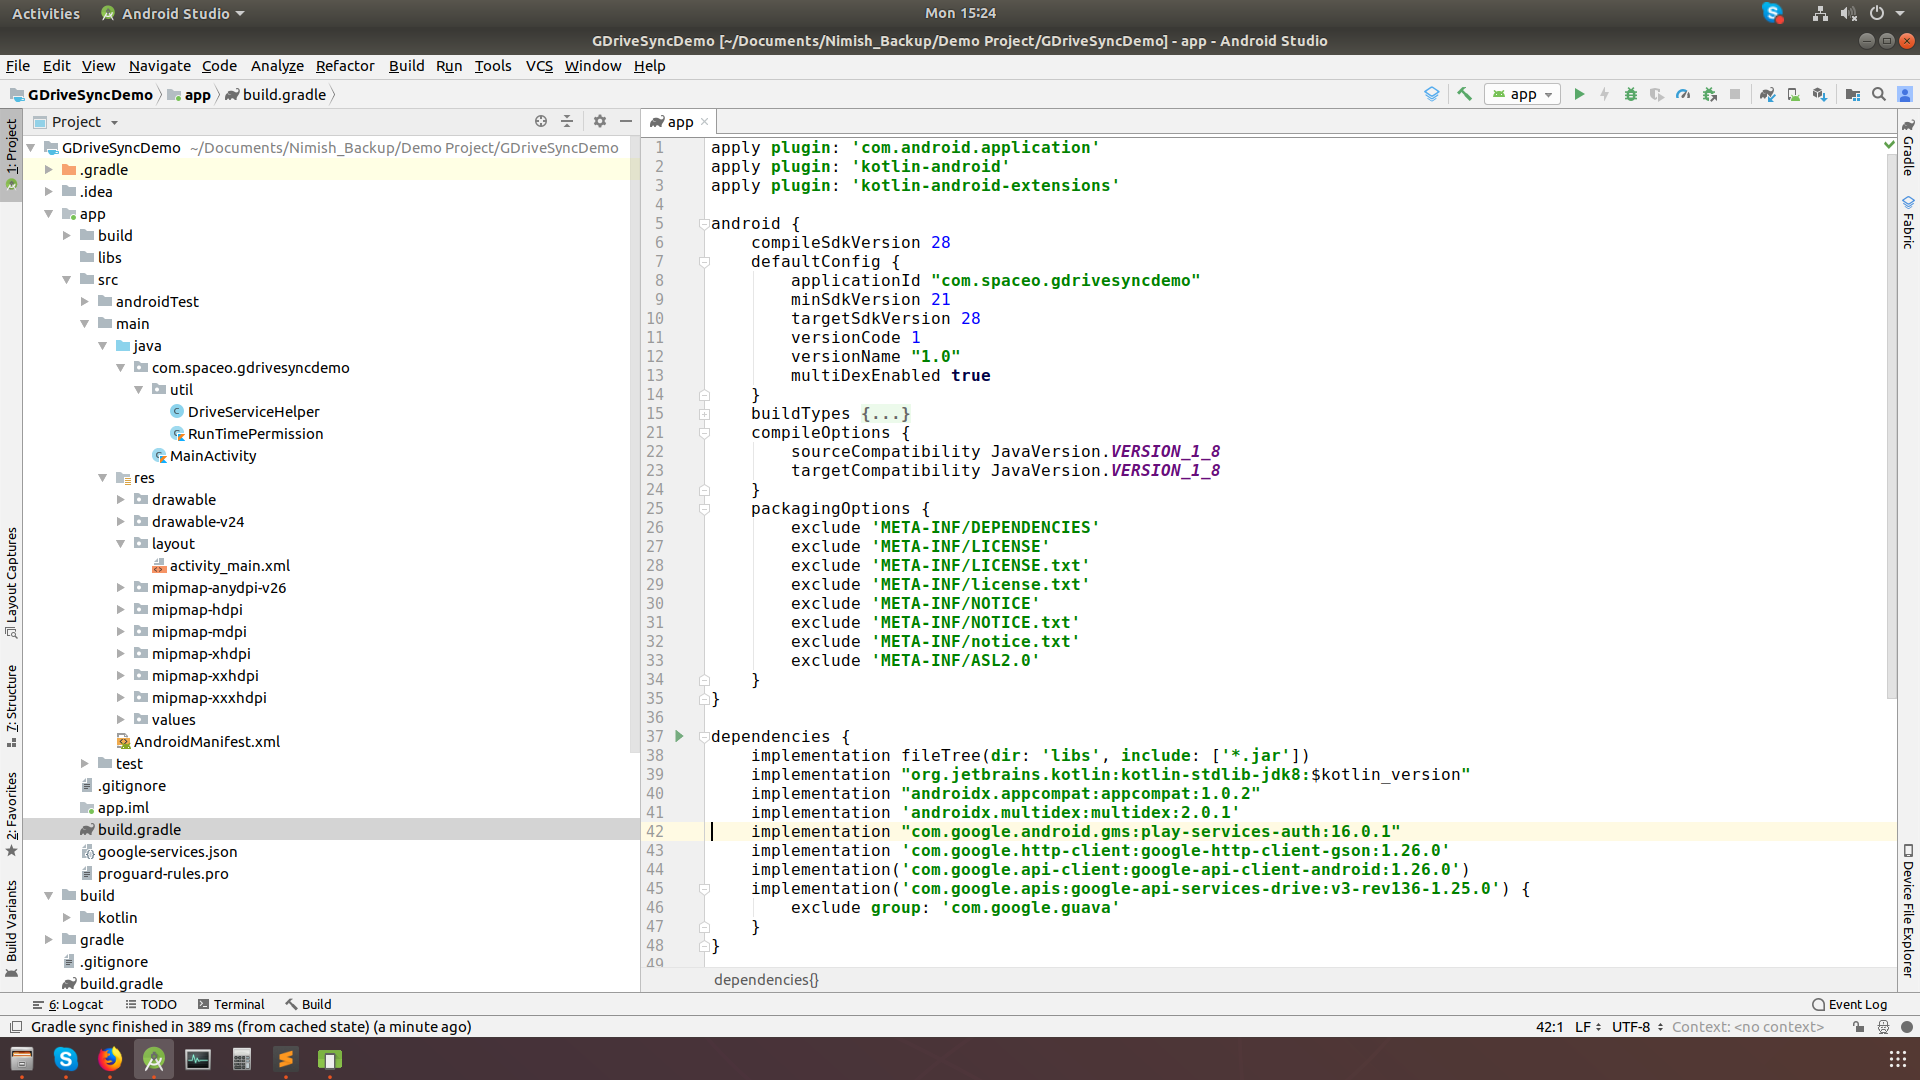 Activities Android Studio Mon 15:24
GDriveSyncDemo [~/Documents/Nimish_Backup/Demo Project/GDriveSyncDemo] - app - Android Studio
File Edit View Navigate Code Analyze Refactor Build Run Tools VCS Window Help
GDriveSyncDemo app build.gradle app
Project
app
1: Project
Layout Captures
7: Structure
2: Favorites
Build Variants
GDriveSyncDemo ~/Documents/Nimish_Backup/Demo Project/GDriveSyncDemo
.gradle
.idea
app
build
libs
src
androidTest
main
java
com.spaceo.gdrivesyncdemo
util
DriveServiceHelper
RunTimePermission
MainActivity
res
drawable
drawable-v24
layout
activity_main.xml
mipmap-anydpi-v26
mipmap-hdpi
mipmap-mdpi
mipmap-xhdpi
mipmap-xxhdpi
mipmap-xxxhdpi
values
AndroidManifest.xml
test
.gitignore
app.iml
build.gradle
google-services.json
proguard-rules.pro
build
kotlin
gradle
.gitignore
build.gradle
1 apply plugin: 'com.android.application'
2 apply plugin: 'kotlin-android'
3 apply plugin: 'kotlin-android-extensions'
4
5 android {
6 compileSdkVersion 28
7 defaultConfig {
8 applicationId "com.spaceo.gdrivesyncdemo"
9 minSdkVersion 21
10 targetSdkVersion 28
11 versionCode 1
12 versionName "1.0"
13 multiDexEnabled true
14 }
15 buildTypes {...}
21 compileOptions {
22 sourceCompatibility JavaVersion.VERSION_1_8
23 targetCompatibility JavaVersion.VERSION_1_8
24 }
25 packagingOptions {
26 exclude 'META-INF/DEPENDENCIES'
27 exclude 'META-INF/LICENSE'
28 exclude 'META-INF/LICENSE.txt'
29 exclude 'META-INF/license.txt'
30 exclude 'META-INF/NOTICE'
31 exclude 'META-INF/NOTICE.txt'
32 exclude 'META-INF/notice.txt'
33 exclude 'META-INF/ASL2.0'
34 }
35 }
36
37 dependencies {
38 implementation fileTree(dir: 'libs', include: ['*.jar'])
39 implementation "org.jetbrains.kotlin:kotlin-stdlib-jdk8:$kotlin_version"
40 implementation "androidx.appcompat:appcompat:1.0.2"
41 implementation 'androidx.multidex:multidex:2.0.1'
42 implementation "com.google.android.gms:play-services-auth:16.0.1"
43 implementation 'com.google.http-client:google-http-client-gson:1.26.0'
44 implementation('com.google.api-client:google-api-client-android:1.26.0')
45 implementation('com.google.apis:google-api-services-drive:v3-rev136-1.25.0') {
46 exclude group: 'com.google.guava'
47 }
48 }
49
dependencies{}
Gradle
Fabric
Device File Explorer
6: Logcat TODO Terminal Build Event Log
Gradle sync finished in 389 ms (from cached state) (a minute ago) 42:1 LF UTF-8 Context: <no context>